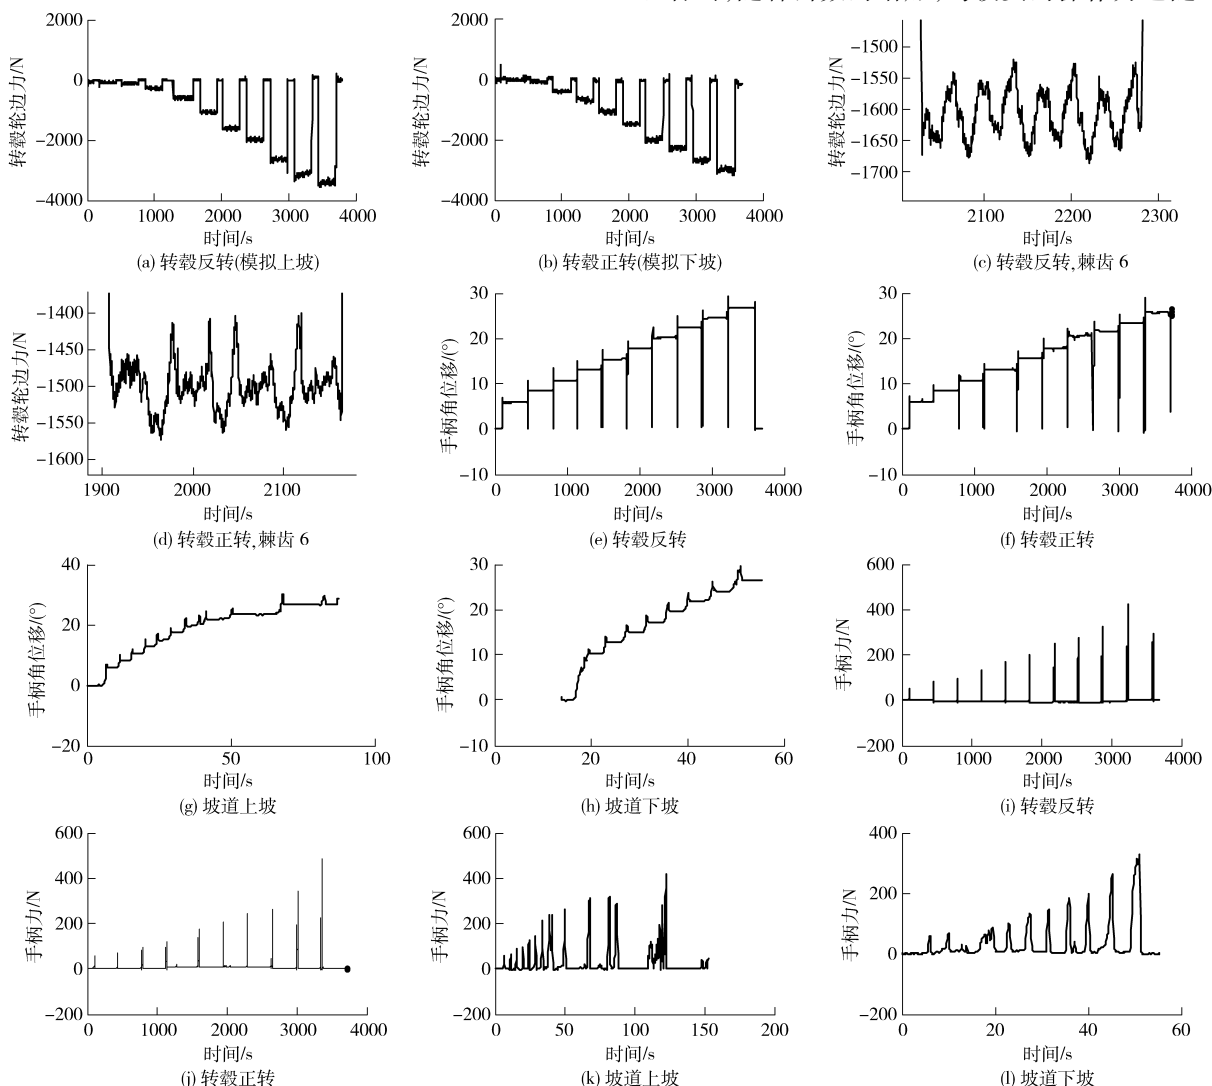 2000
0
-2000
-4000
0 1000 2000 3000 4000
转毂轮边力/N
时间/s
(a) 转毂反转(模拟上坡)
2000
0
-2000
-4000
0 1000 2000 3000 4000
转毂轮边力/N
时间/s
(b) 转毂正转(模拟下坡)
-1500
-1550
-1600
-1650
-1700
2100 2200 2300
转毂轮边力/N
时间/s
(c) 转毂反转,棘齿 6
-1400
-1450
-1500
-1550
-1600
1900 2000 2100
转毂轮边力/N
时间/s
(d) 转毂正转,棘齿 6
30
20
10
0
-10
0 1000 2000 3000 4000
手柄角位移/(°)
时间/s
(e) 转毂反转
30
20
10
0
-10
0 1000 2000 3000 4000
手柄角位移/(°)
时间/s
(f) 转毂正转
40
20
0
-20
0 50 100
手柄角位移/(°)
时间/s
(g) 坡道上坡
30
20
10
0
-10
0 20 40 60
手柄角位移/(°)
时间/s
(h) 坡道下坡
600
400
200
0
-200
0 1000 2000 3000 4000
手柄力/N
时间/s
(i) 转毂反转
600
400
200
0
-200
0 1000 2000 3000 4000
手柄力/N
时间/s
(j) 转毂正转
600
400
200
0
-200
0 50 100 150 200
手柄力/N
时间/s
(k) 坡道上坡
400
200
0
-200
0 20 40 60
手柄力/N
时间/s
(l) 坡道下坡